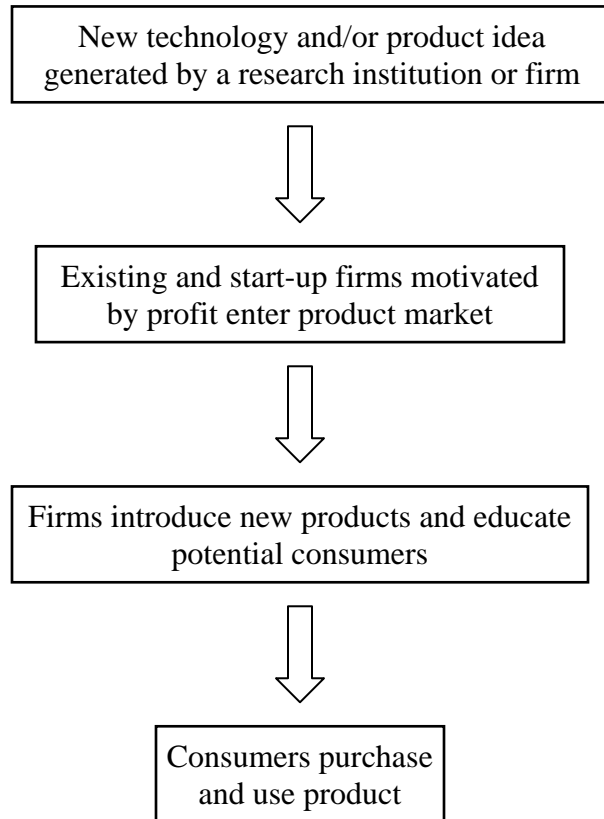 New technology and/or product idea
generated by a research institution or firm
Existing and start-up firms motivated
by profit enter product market
Firms introduce new products and educate
potential consumers
Consumers purchase
and use product